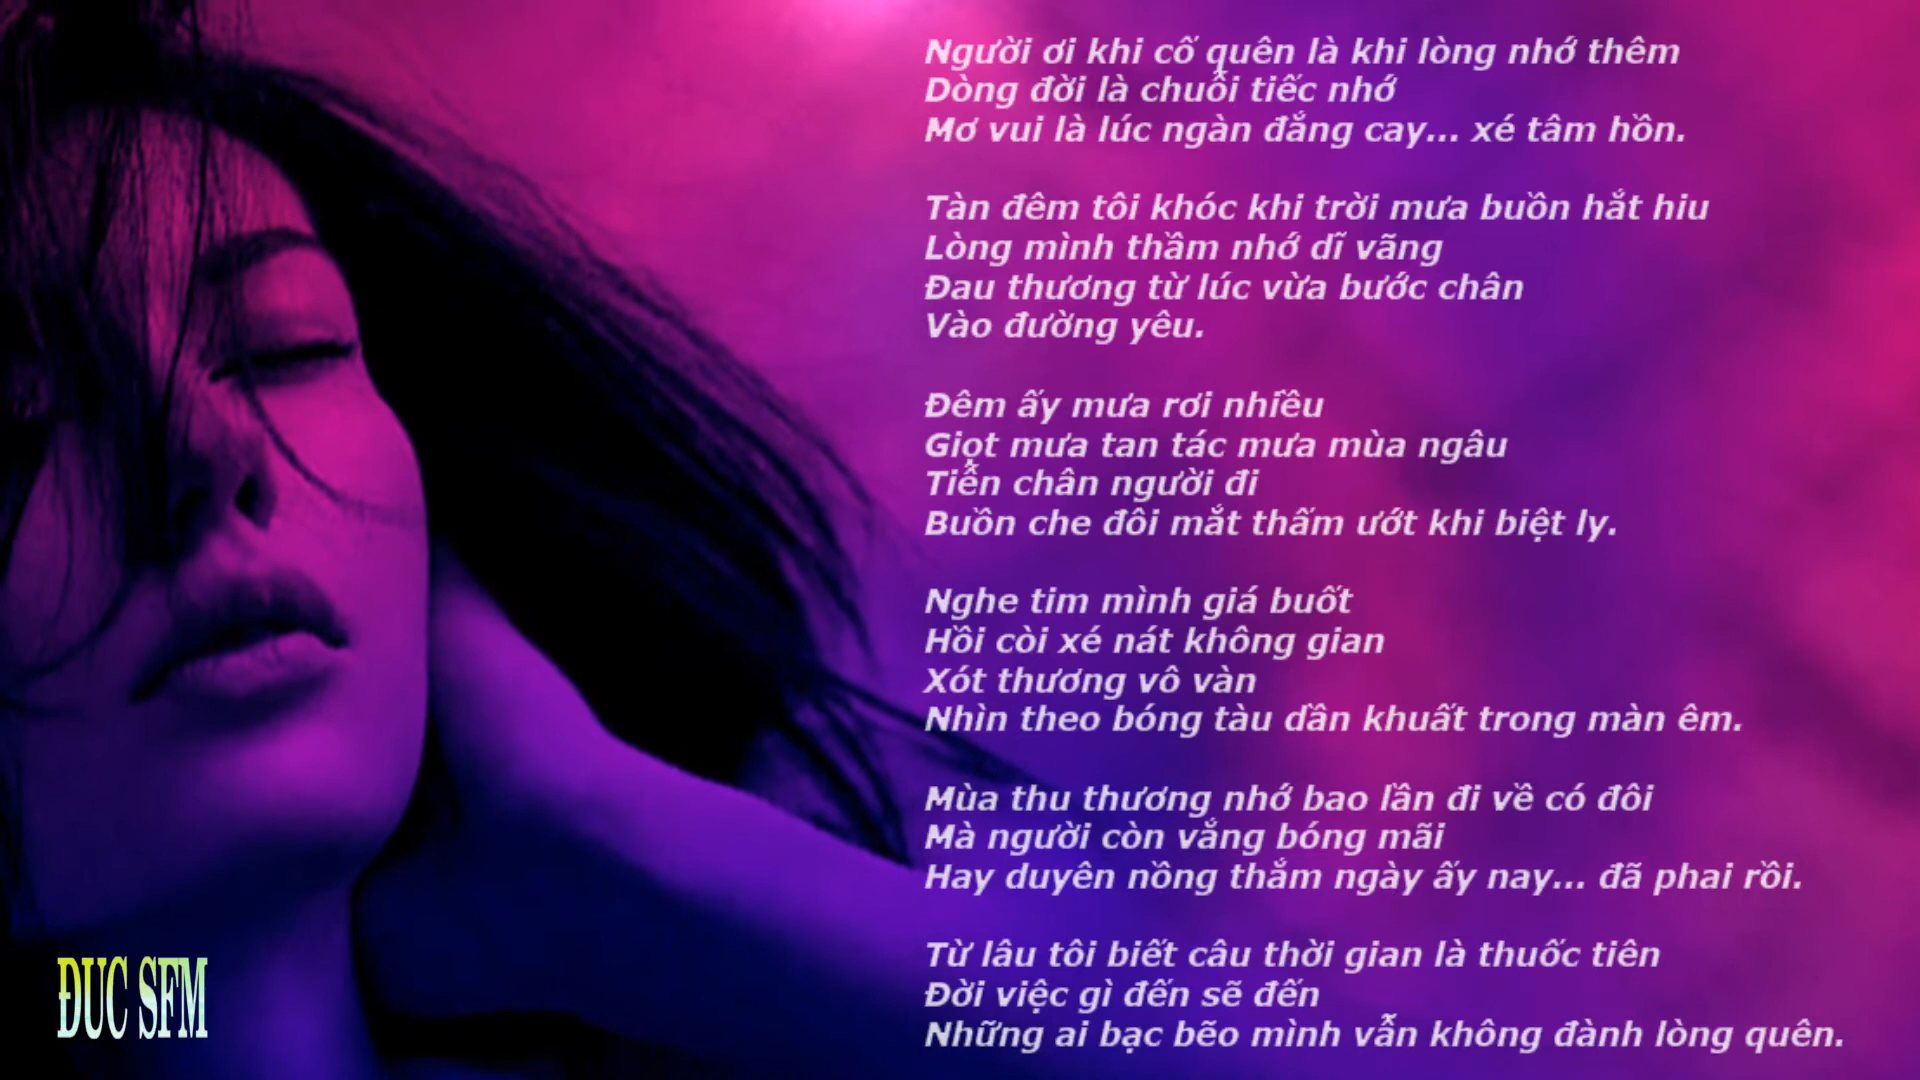 Người ơi khi cố quên là khi lòng nhớ thêm
Dòng đời là chuỗi tiếc nhớ
Mơ vui là lúc ngàn đắng cay... xé tâm hồn.
Tàn đêm tôi khóc khi trời mưa buồn hắt hiu
Lòng mình thầm nhớ dĩ vãng
Đau thương từ lúc vừa bước chân
Vào đường yêu.
Đêm ấy mưa rơi nhiều
Giọt mưa tan tác mưa mùa ngâu
Tiễn chân người đi
Buồn che đôi mắt thấm ướt khi biệt ly.
Nghe tim mình giá buốt
Hồi còi xé nát không gian
Xót thương vô vàn
Nhìn theo bóng tàu dần khuất trong màn êm.
Mùa thu thương nhớ bao lần đi về có đôi
Mà người còn vắng bóng mãi
Hay duyên nồng thắm ngày ấy nay... đã phai rồi.
Từ lâu tôi biết câu thời gian là thuốc tiên
Đời việc gì đến sẽ đến
Những ai bạc bẽo mình vẫn không đành lòng quên.
ĐUC SFM